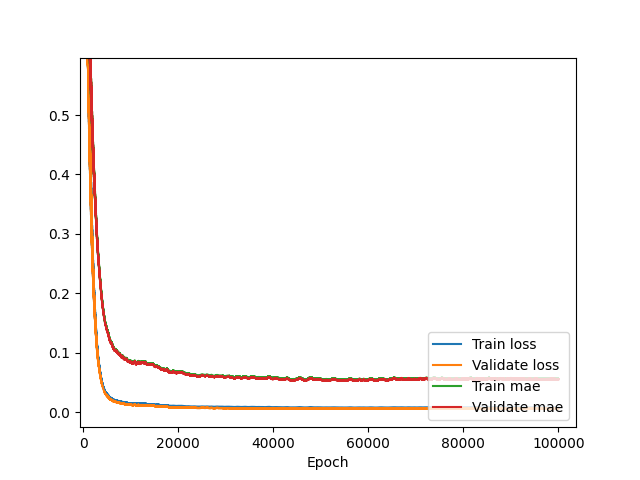 0.5
0.4
0.3
0.2
0.1
0.0
Train loss
Validate loss
Train mae
Validate mae
0 20000 40000 60000 80000 100000
Epoch